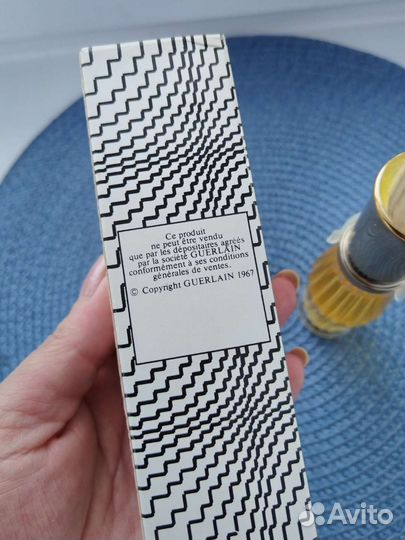 Ce produit
ne peut être vendu
que par les dépositaires agréés
par la société GUERLAIN
conformément à ses conditions
générales de ventes.
© Copyright GUERLAIN 1967
Avito